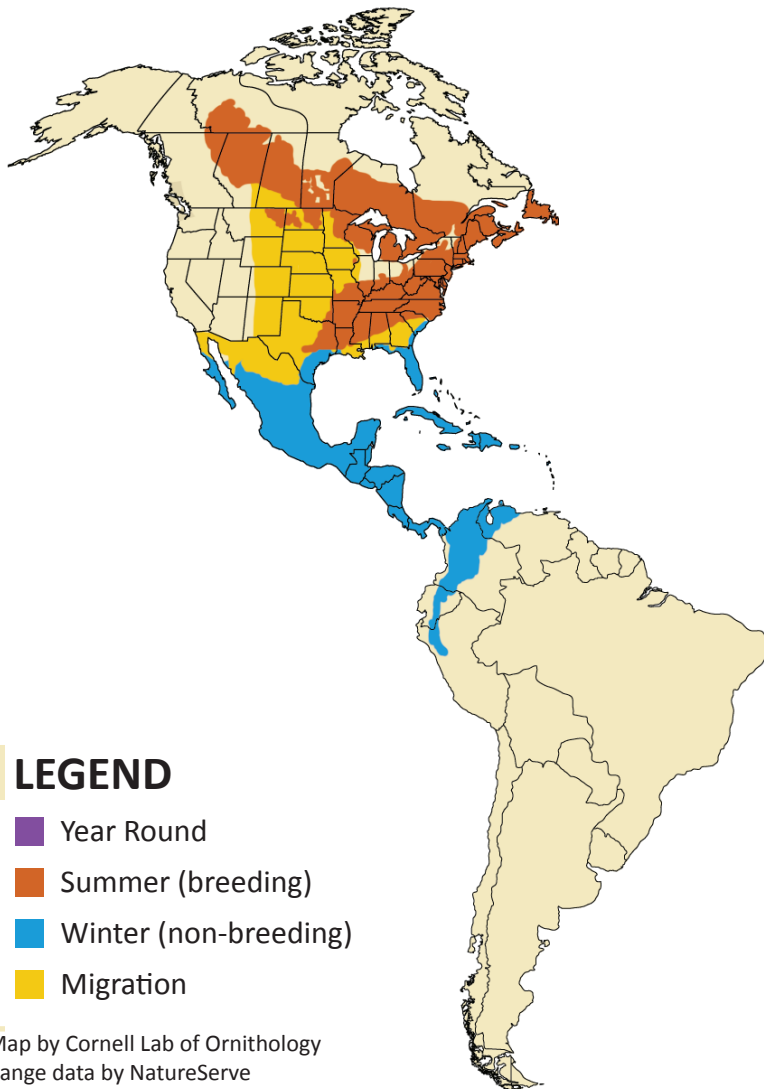 LEGEND
Year Round
Summer (breeding)
Winter (non-breeding)
Migration
Map by Cornell Lab of Ornithology
ange data by NatureServe